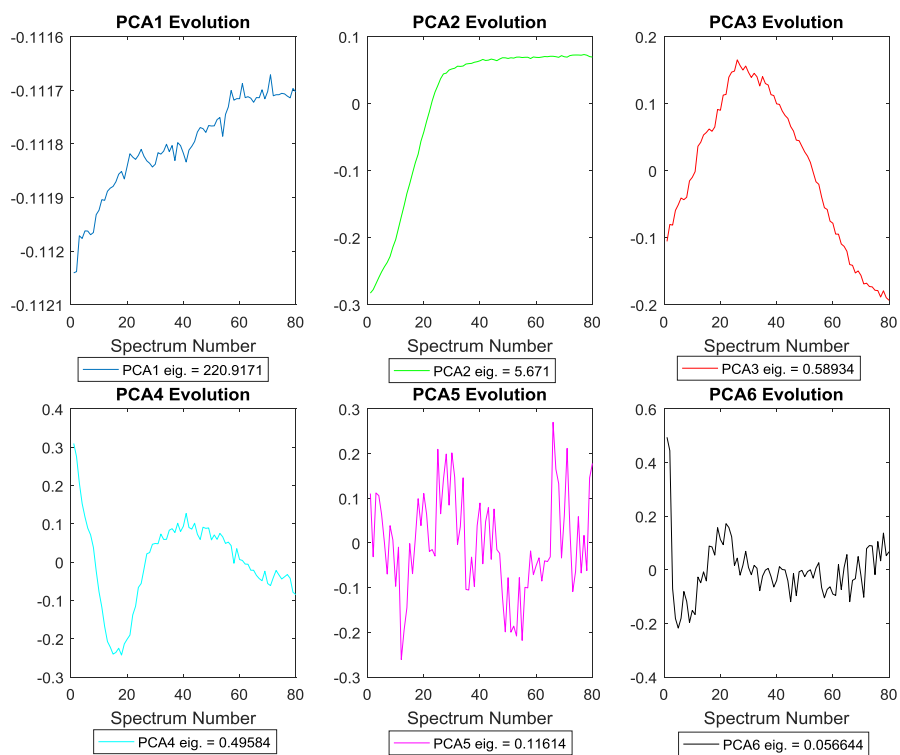 PCA1 Evolution
-0.1116
-0.1117
-0.1118
-0.1119
-0.112
-0.1121
0 20 40 60 80
Spectrum Number
PCA1 eig. = 220.9171
PCA2 Evolution
0.1
0
-0.1
-0.2
-0.3
0 20 40 60 80
Spectrum Number
PCA2 eig. = 5.671
PCA3 Evolution
0.2
0.1
0
-0.1
-0.2
0 20 40 60 80
Spectrum Number
PCA3 eig. = 0.58934
PCA4 Evolution
0.4
0.3
0.2
0.1
0
-0.1
-0.2
-0.3
0 20 40 60 80
Spectrum Number
PCA4 eig. = 0.49584
PCA5 Evolution
0.3
0.2
0.1
0
-0.1
-0.2
-0.3
0 20 40 60 80
Spectrum Number
PCA5 eig. = 0.11614
PCA6 Evolution
0.6
0.4
0.2
0
-0.2
-0.4
0 20 40 60 80
Spectrum Number
PCA6 eig. = 0.056644